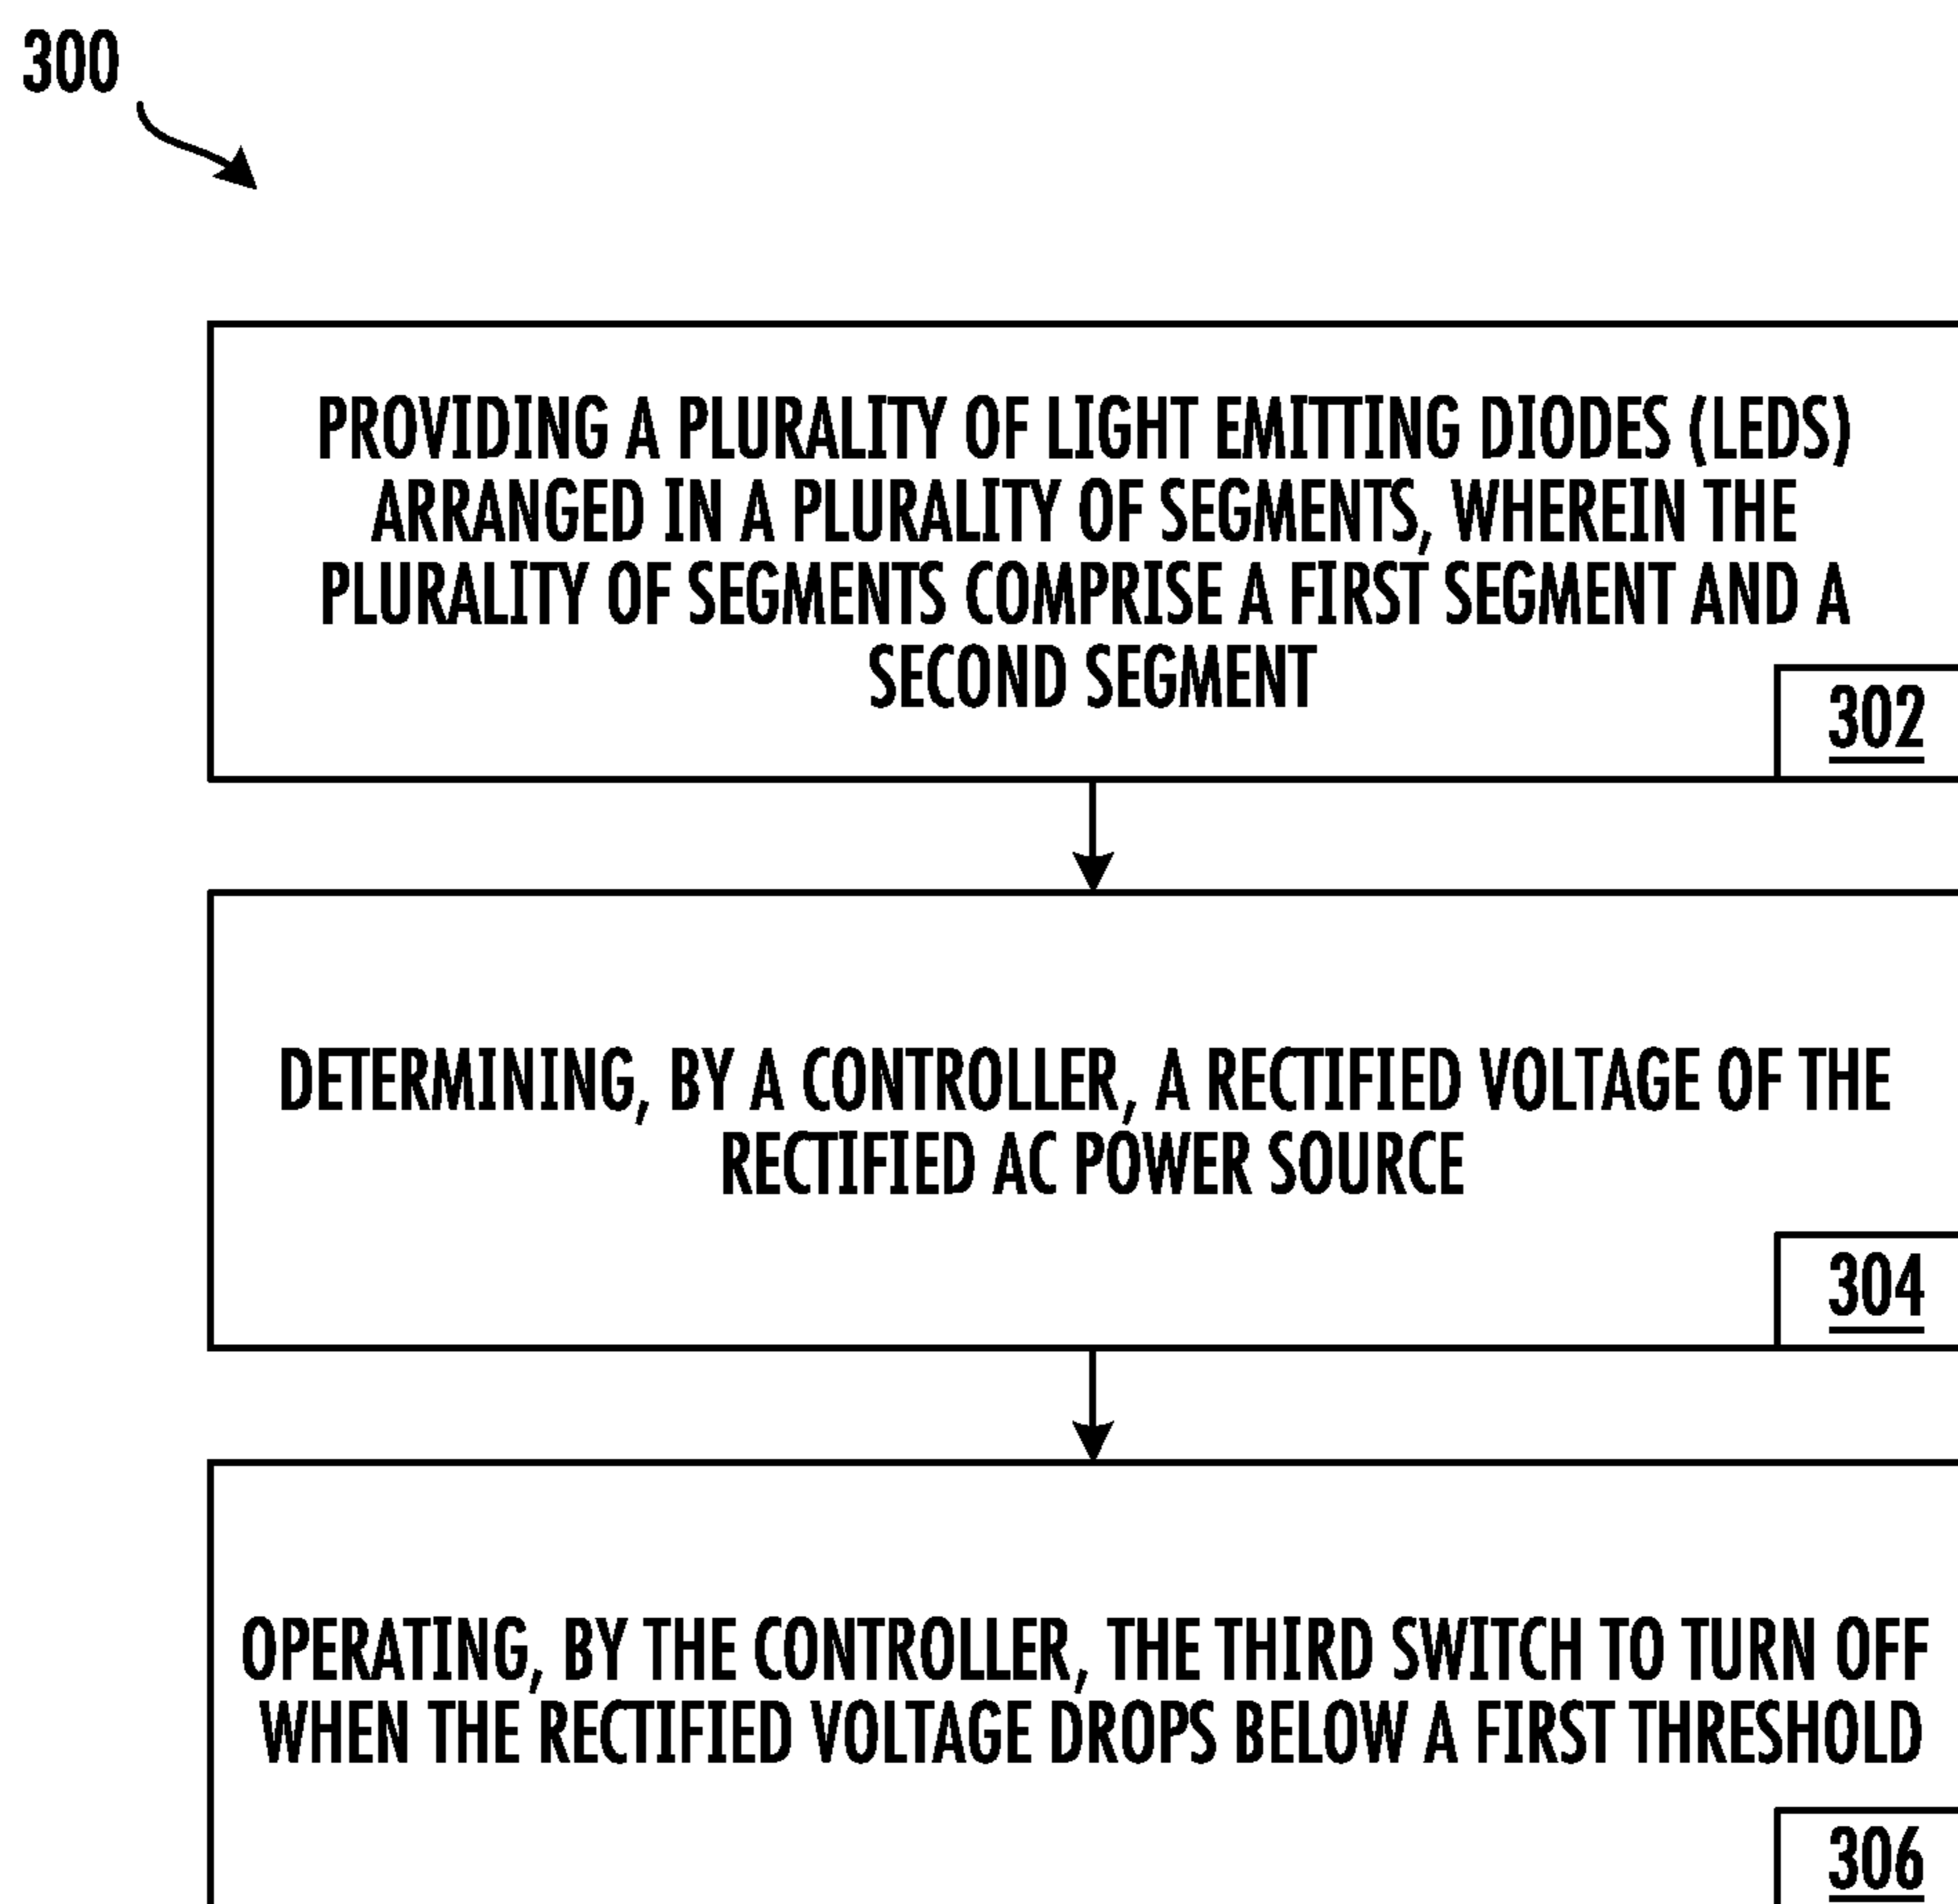 300
PROVIDING A PLURALITY OF LIGHT EMITTING DIODES (LEDS)
ARRANGED IN A PLURALITY OF SEGMENTS, WHEREIN THE
PLURALITY OF SEGMENTS COMPRISE A FIRST SEGMENT AND A
SECOND SEGMENT
302
DETERMINING, BY A CONTROLLER, A RECTIFIED VOLTAGE OF THE
RECTIFIED AC POWER SOURCE
304
OPERATING, BY THE CONTROLLER, THE THIRD SWITCH TO TURN OFF
WHEN THE RECTIFIED VOLTAGE DROPS BELOW A FIRST THRESHOLD
306